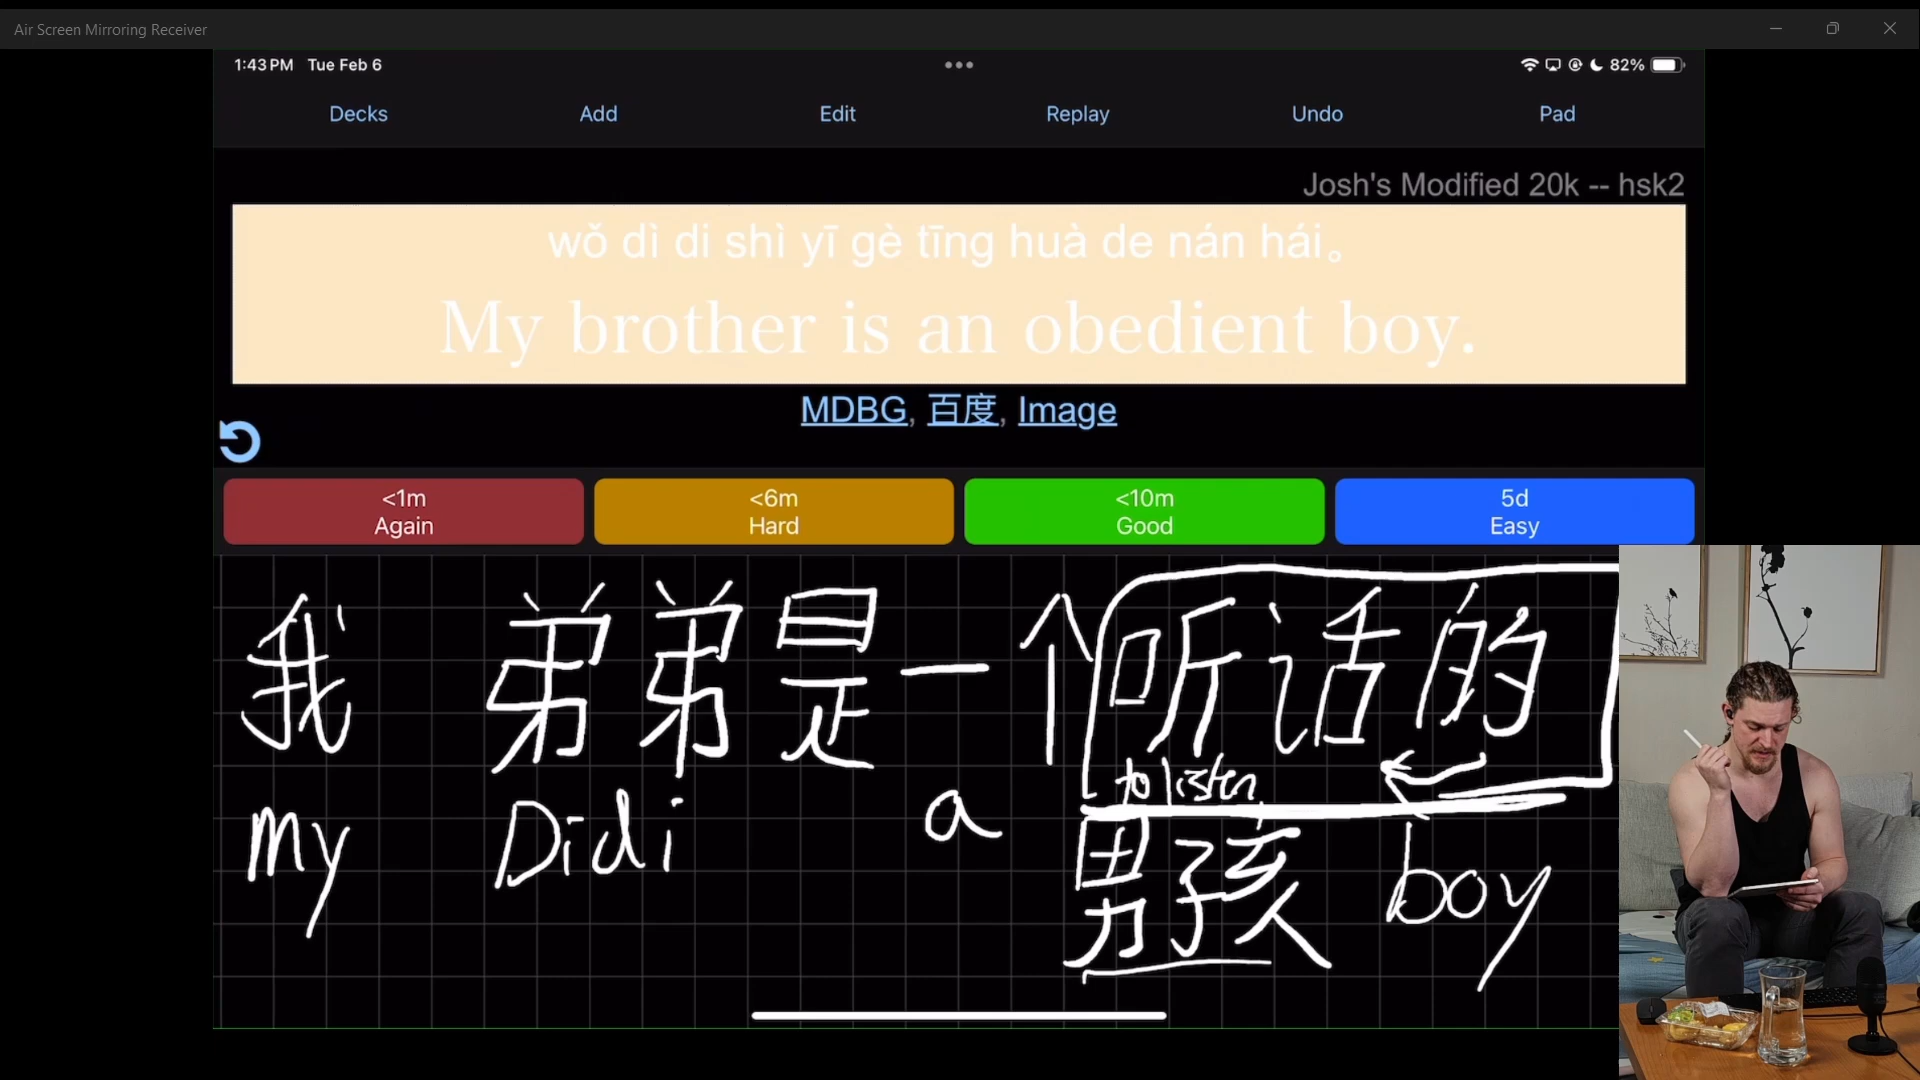 Air Screen Mirroring Receiver
1:43 PM Tue Feb 6
82%
Decks Add Edit Replay Undo Pad
Josh's Modified 20k -- hsk2
wǒ dì di shì yī gè tīng huà de nán hái。
My brother is an obedient boy.
MDBG, 百度, Image
<1m <6m <10m 5d
Again Hard Good Easy
我 弟弟是一个听话的
to listen
my Didi a
男孩 boy